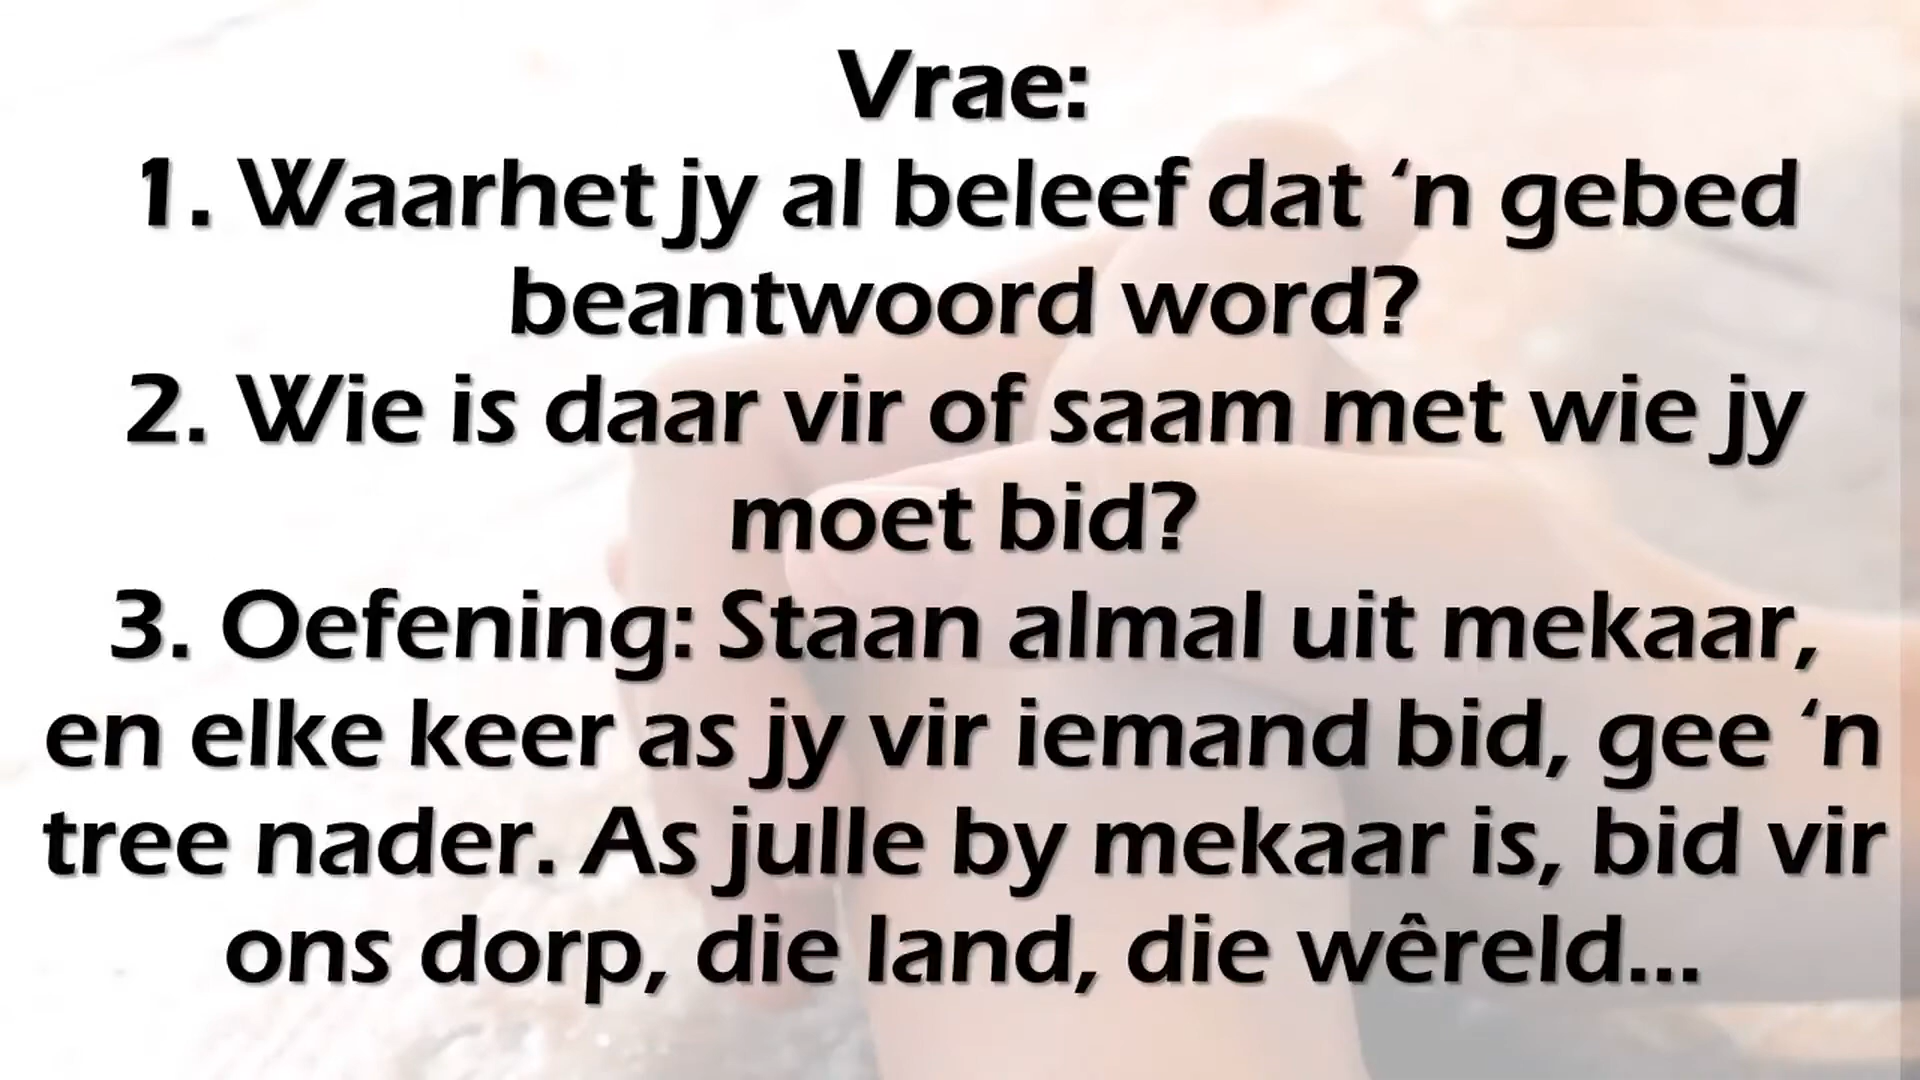 Vrae:
1. Waarhet jy al beleef dat ‘n gebed
beantwoord word?
2. Wie is daar vir of saam met wie jy
moet bid?
3. Oefening: Staan almal uit mekaar,
en elke keer as jy vir iemand bid, gee ‘n
tree nader. As julle by mekaar is, bid vir
ons dorp, die land, die wêreld...